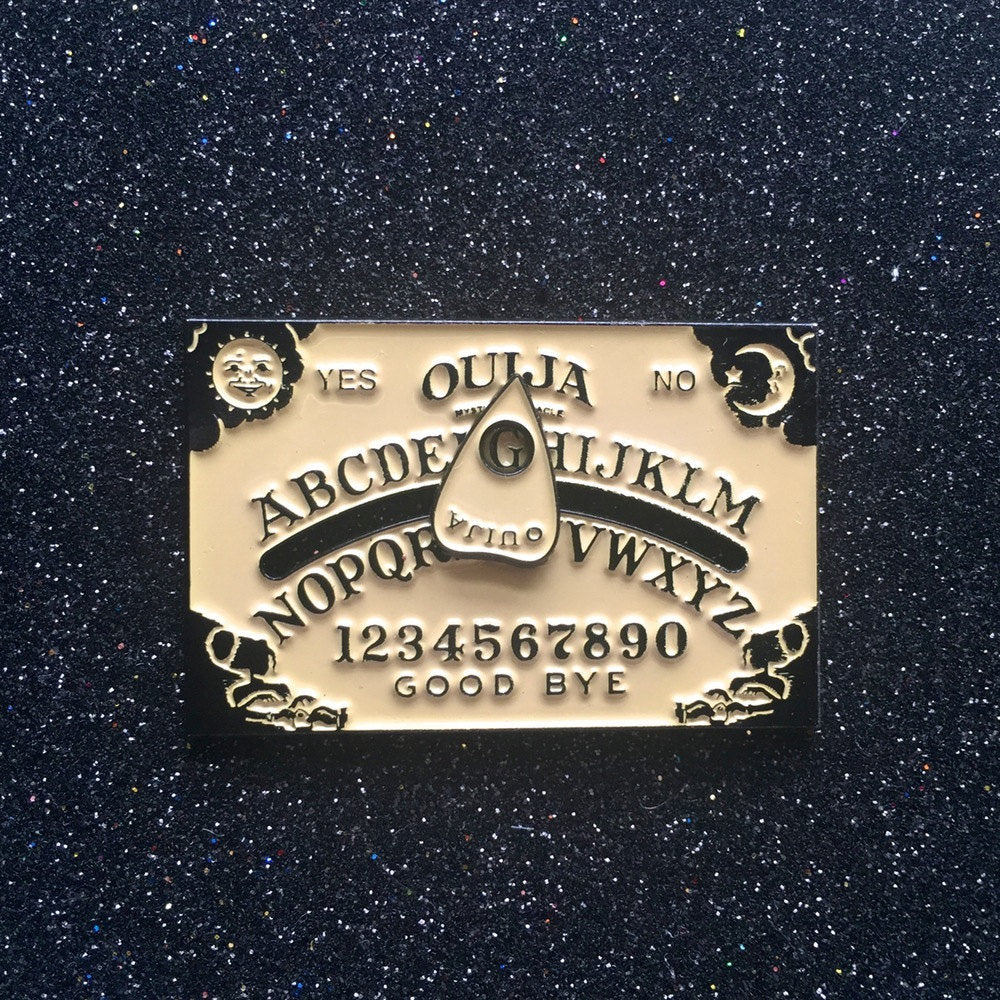 YES OUIJA NO
ABCDE G HIJKLM
NOPQR VWXYZ
OUIJA
1234567890
GOOD BYE